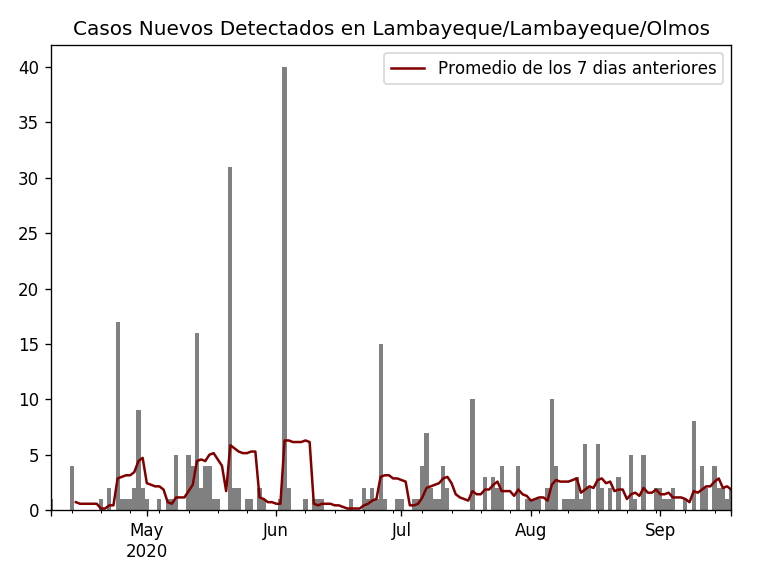 Casos Nuevos Detectados en Lambayeque/Lambayeque/Olmos
Promedio de los 7 dias anteriores
40
35
30
25
20
15
10
5
0
May
2020
Jun
Jul
Aug
Sep